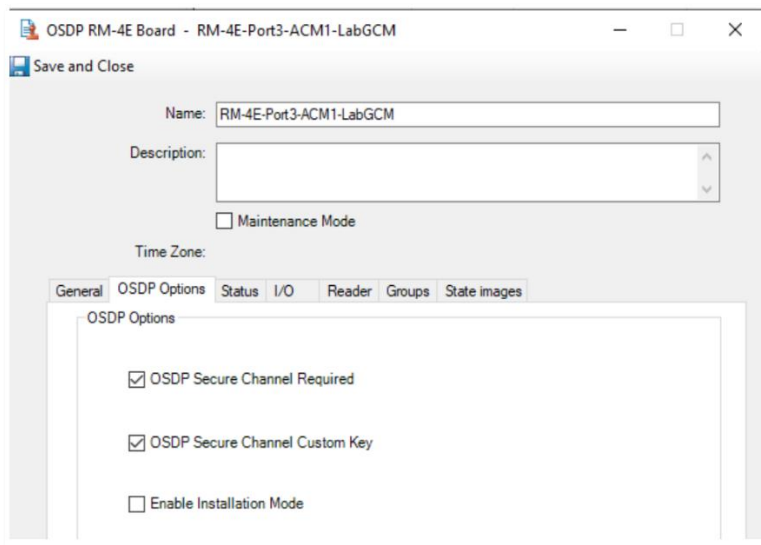 OSDP RM-4E Board - RM-4E-Port3-ACM1-LabGCM
Save and Close
Name: RM-4E-Port3-ACM1-LabGCM
Description:
Maintenance Mode
Time Zone:
General OSDP Options Status I/O Reader Groups State images
OSDP Options
OSDP Secure Channel Required
OSDP Secure Channel Custom Key
Enable Installation Mode